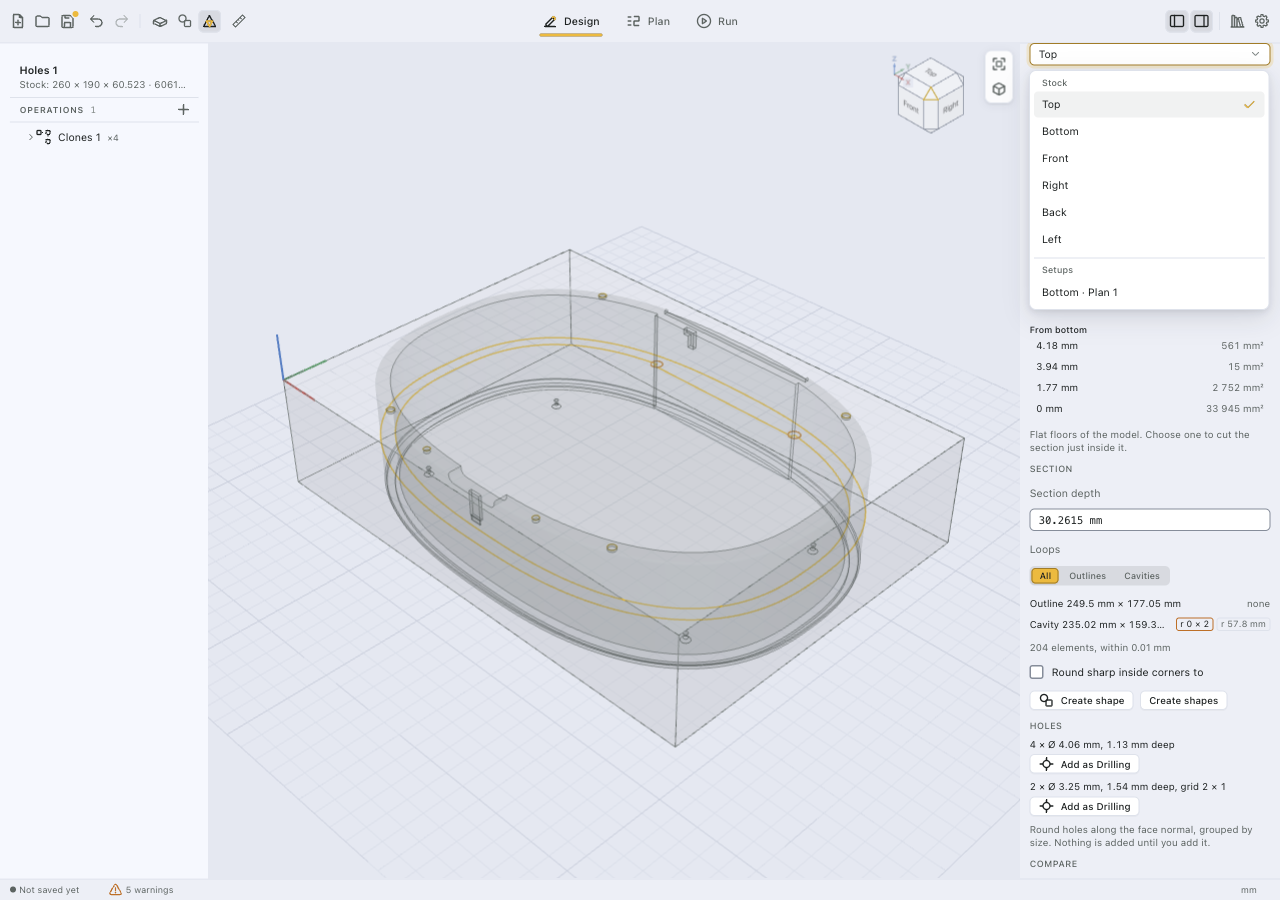 Design
Plan
Run
Holes 1
Stock: 260 × 190 × 60.523 · 6061...
OPERATIONS 1
Clones 1 ×4
Z
Top
Front
Right
Top
Stock
Top
Bottom
Front
Right
Back
Left
Setups
Bottom · Plan 1
From bottom
4.18 mm 561 mm²
3.94 mm 15 mm²
1.77 mm 2 752 mm²
0 mm 33 945 mm²
Flat floors of the model. Choose one to cut the
section just inside it.
SECTION
Section depth
30.2615 mm
Loops
All Outlines Cavities
Outline 249.5 mm × 177.05 mm none
Cavity 235.02 mm × 159.3... r 0 × 2 r 57.8 mm
204 elements, within 0.01 mm
Round sharp inside corners to
Create shape Create shapes
HOLES
4 × Ø 4.06 mm, 1.13 mm deep
Add as Drilling
2 × Ø 3.25 mm, 1.54 mm deep, grid 2 × 1
Add as Drilling
Round holes along the face normal, grouped by
size. Nothing is added until you add it.
COMPARE
Not saved yet
5 warnings
mm